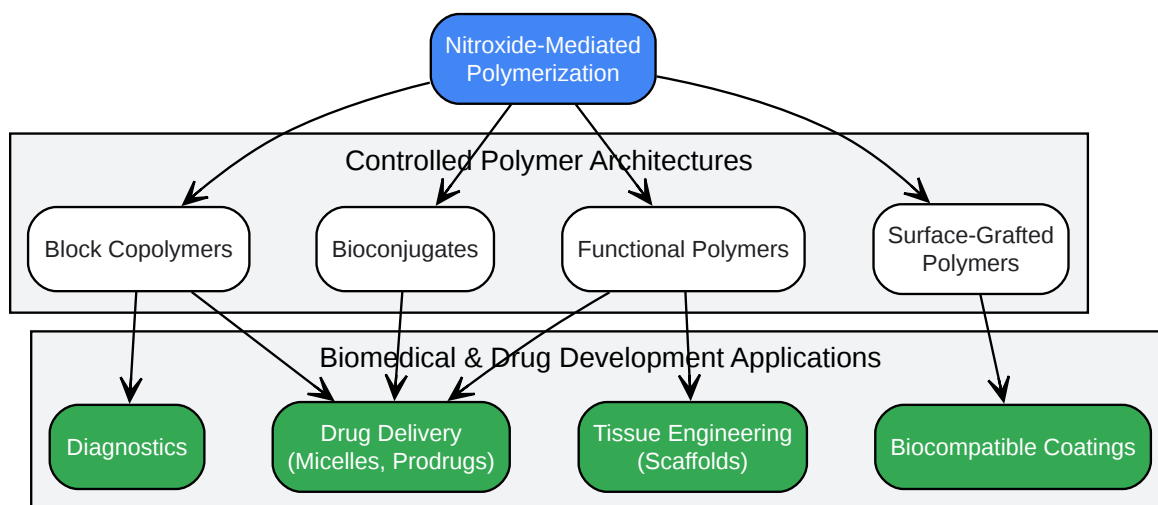 Nitroxide-Mediated
Polymerization
Controlled Polymer Architectures
Block Copolymers
Bioconjugates
Functional Polymers
Surface-Grafted
Polymers
Biomedical & Drug Development Applications
Diagnostics
Drug Delivery
(Micelles, Prodrugs)
Tissue Engineering
(Scaffolds)
Biocompatible Coatings